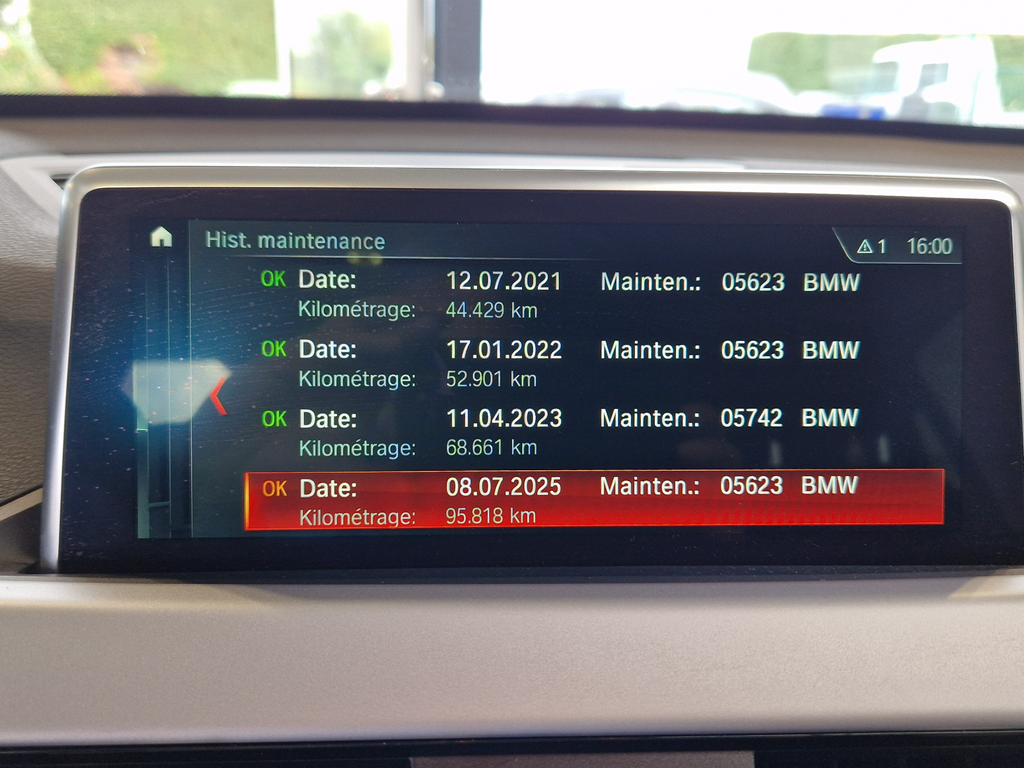 Hist. maintenance
1 16:00
OK Date: 12.07.2021 Mainten.: 05623 BMW
Kilométrage: 44.429 km
OK Date: 17.01.2022 Mainten.: 05623 BMW
Kilométrage: 52.901 km
OK Date: 11.04.2023 Mainten.: 05742 BMW
Kilométrage: 68.661 km
OK Date: 08.07.2025 Mainten.: 05623 BMW
Kilométrage: 95.818 km